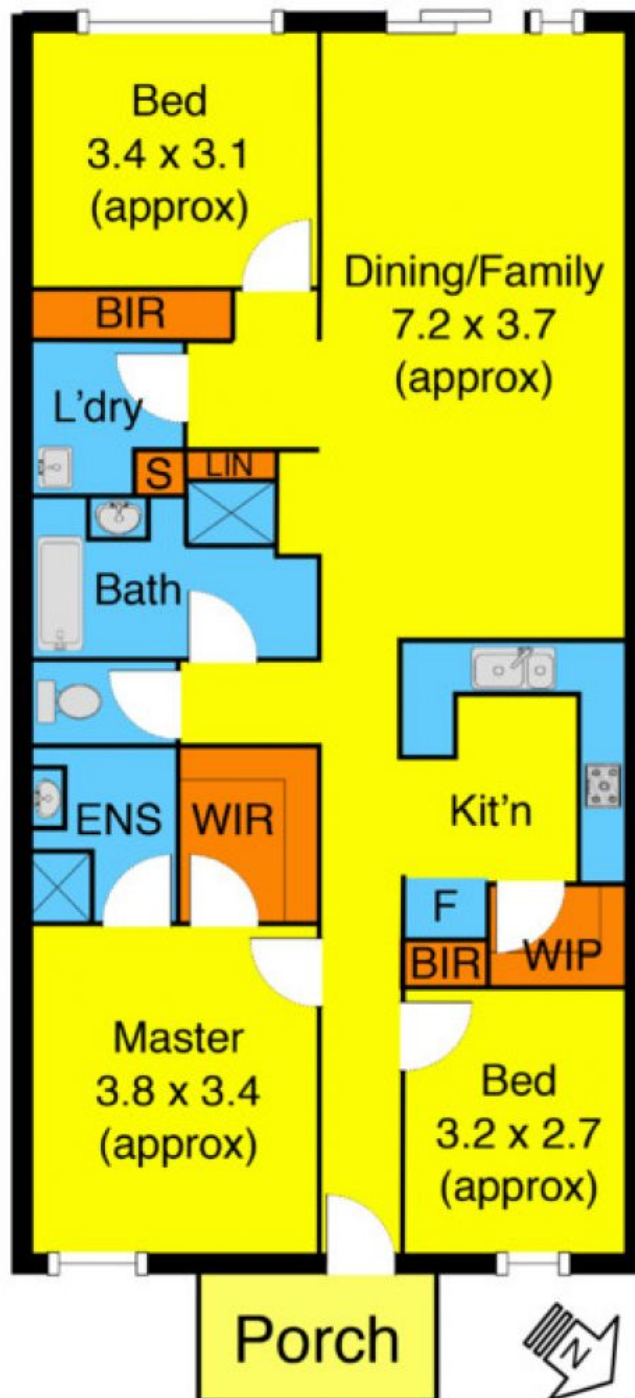 Bed
3.4 x 3.1
(approx)
Dining/Family
7.2 x 3.7
(approx)
BIR
L'dry
S
LIN
Bath
Kit'n
ENS
WIR
F
BIR
WIP
Master
3.8 x 3.4
(approx)
Bed
3.2 x 2.7
(approx)
Porch
N